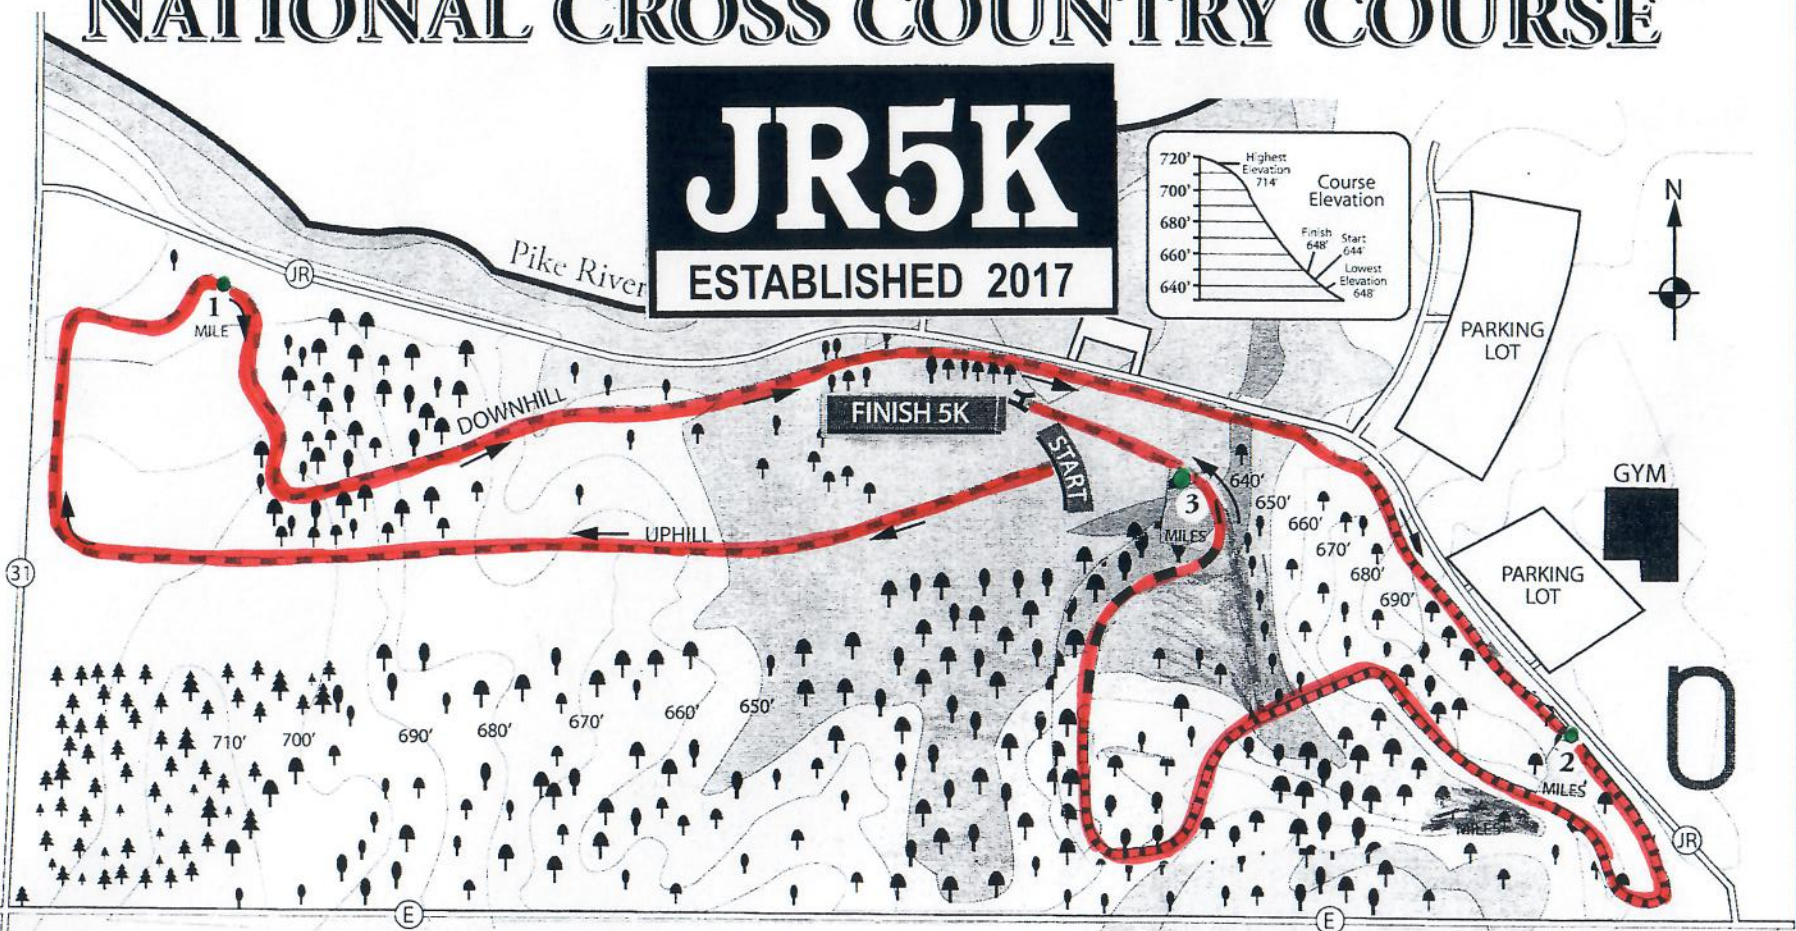 NATIONAL CROSS COUNTRY COURSE
JR5K
ESTABLISHED 2017
720'
700'
680'
660'
640'
Highest
Elevation
714'
Course
Elevation
Finish
648'
Start
644'
Lowest
Elevation
648'
N
Pike River
JR
1
MILE
PARKING
LOT
DOWNHILL
FINISH 5K
START
GYM
3
MILES
640'
650'
660'
670'
680'
690'
UPHILL
31
PARKING
LOT
710'
700'
690'
680'
670'
660'
650'
2
MILES
MILES
JR
E
E